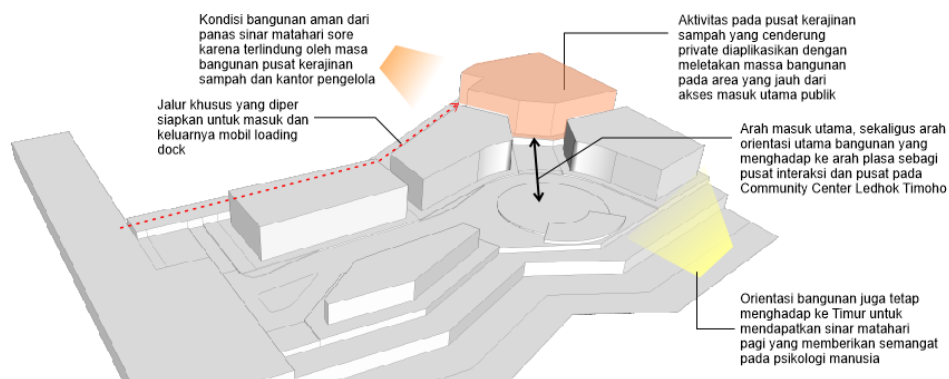 Kondisi bangunan aman dari
panas sinar matahari sore
karena terlindung oleh masa
bangunan pusat kerajinan
sampah dan kantor pengelola
Jalur khusus yang diper
siapkan untuk masuk dan
keluarnya mobil loading
dock
Aktivitas pada pusat kerajinan
sampah yang cenderung
private diaplikasikan dengan
meletakan massa bangunan
pada area yang jauh dari
akses masuk utama publik
Arah masuk utama, sekaligus arah
orientasi utama bangunan yang
menghadap ke arah plasa sebagai
pusat interaksi dan pusat pada
Community Center Ledhok Timoho
Orientasi bangunan juga tetap
menghadap ke Timur untuk
mendapatkan sinar matahari
pagi yang memberikan semangat
pada psikologi manusia